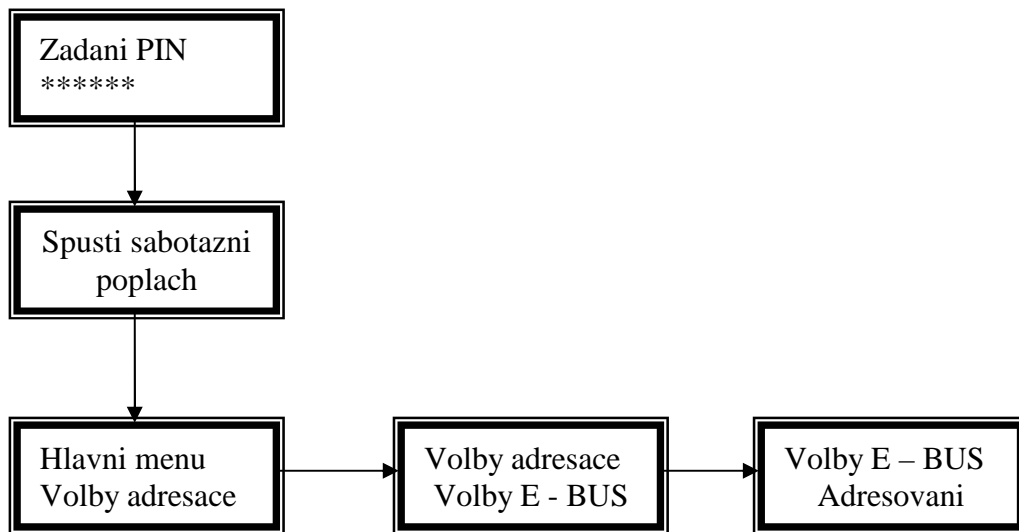 Zadani PIN
******
Spusti sabotazni
poplach
Hlavni menu
Volby adresace
Volby adresace
Volby E - BUS
Volby E – BUS
Adresovani